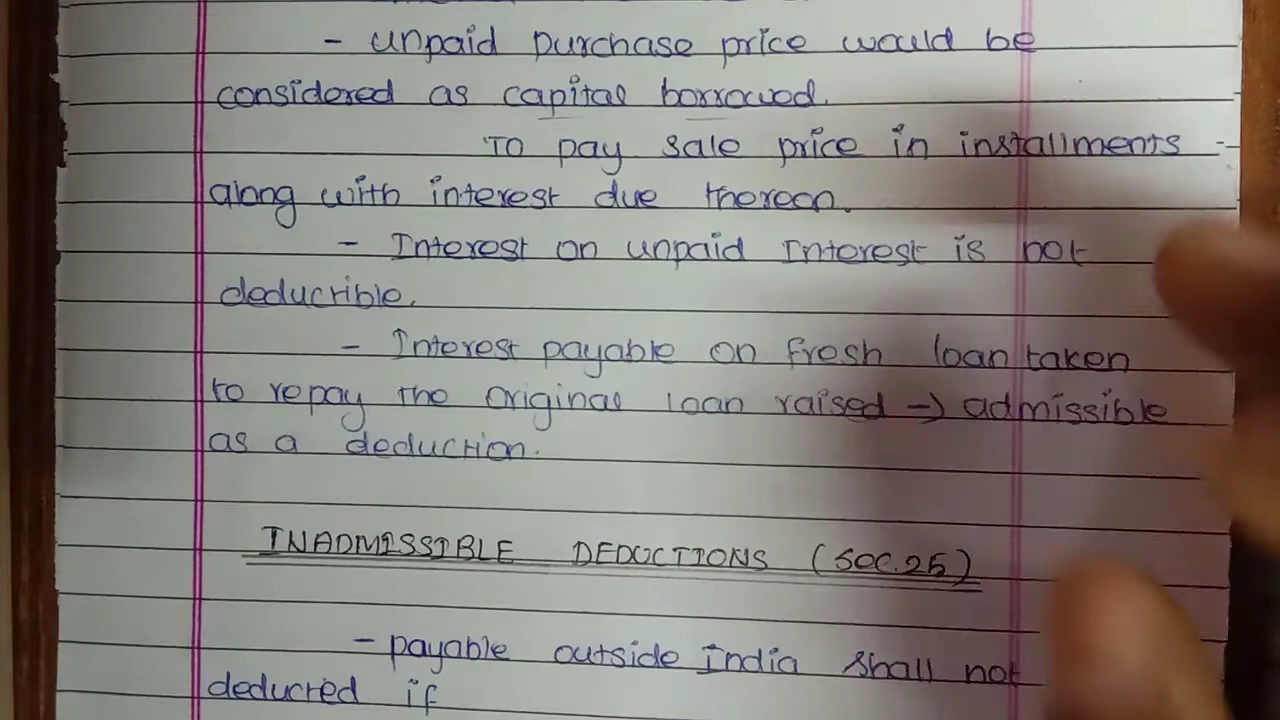 - unpaid purchase price would be
considered as capital borrowed.
To pay sale price in installments -
along with interest due thereon.
- Interest on unpaid Interest is not
deductible.
- Interest payable on fresh loan taken
to repay the original loan raised → admissible
as a deduction.
INADMISSIBLE DEDUCTIONS (SEC.25)
- payable outside India shall not
deducted if